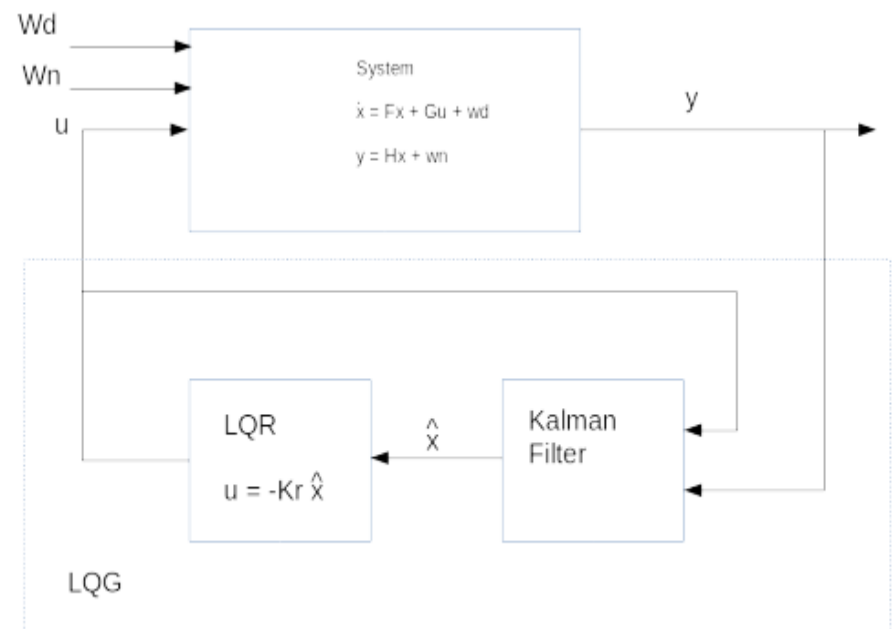 Wd
Wn
u
System
ẋ = Fx + Gu + wd
y = Hx + wn
y
LQR
u = -Kr x̂
x̂
Kalman
Filter
LQG